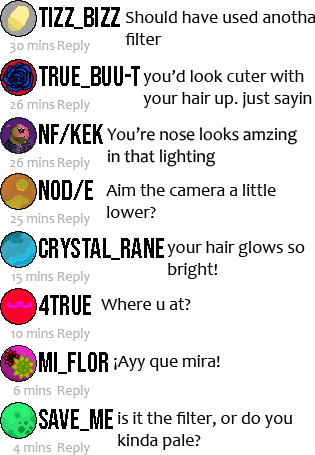 TIZZ_BIZZ Should have used anotha
filter
30 mins Reply
TRUE_BUU-T you'd look cuter with
your hair up. just sayin
26 mins Reply
NF/KEK You're nose looks amzing
in that lighting
26 mins Reply
NOD/E Aim the camera a little
lower?
25 mins Reply
CRYSTAL_RANE your hair glows so
bright!
15 mins Reply
4TRUE Where u at?
10 mins Reply
MI_FLOR ¡Ayy que mira!
6 mins Reply
SAVE_ME is it the filter, or do you
kinda pale?
4 mins Reply